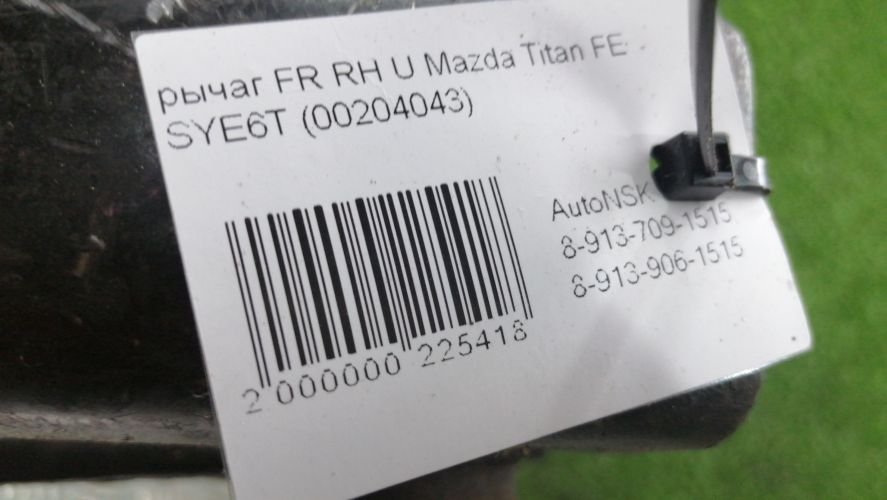 рычаг FR RH U Mazda Titan FE
SYE6T (00204043)
AutoNSK
8-913-709-1515
8-913-906-1515
2 000000 225418